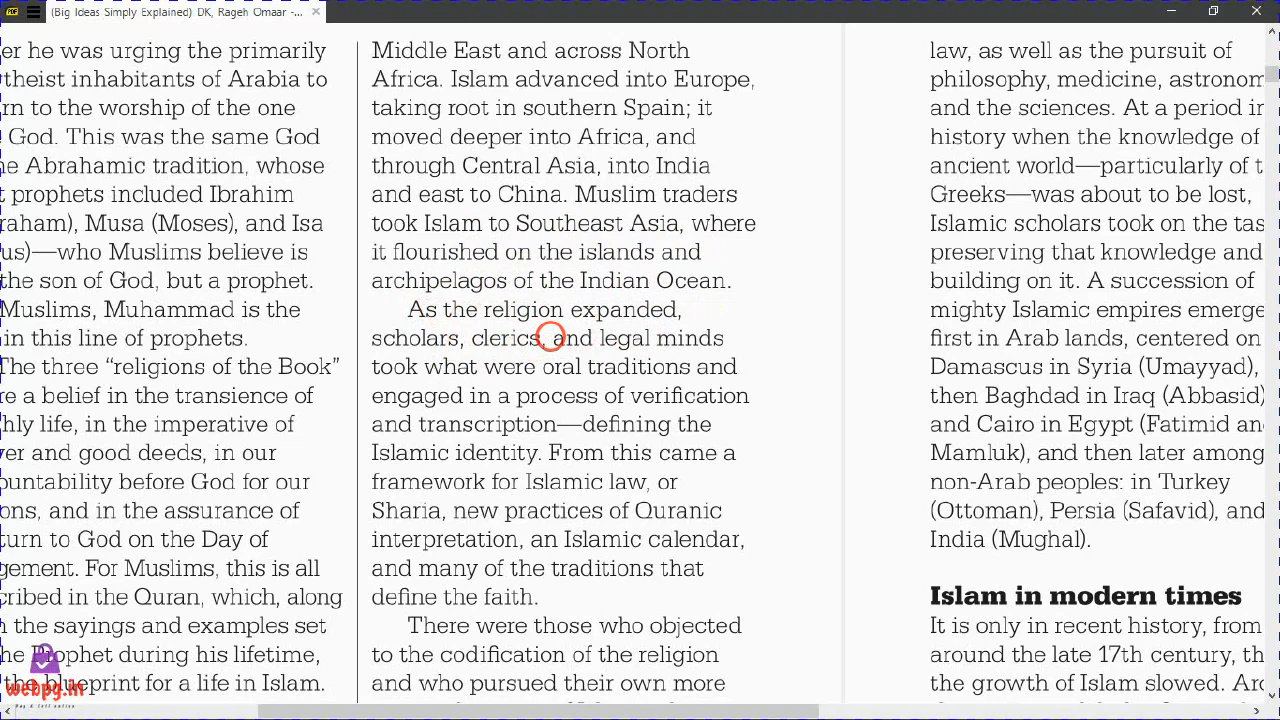 (Big Ideas Simply Explained) DK, Rageh Omaar -...
er he was urging the primarily
theist inhabitants of Arabia to
n to the worship of the one
God. This was the same God
e Abrahamic tradition, whose
t prophets included Ibrahim
raham), Musa (Moses), and Isa
us)—who Muslims believe is
the son of God, but a prophet.
Muslims, Muhammad is the
in this line of prophets.
The three “religions of the Book”
re a belief in the transience of
hly life, in the imperative of
er and good deeds, in our
ountability before God for our
ons, and in the assurance of
turn to God on the Day of
gement. For Muslims, this is all
cribed in the Quran, which, along
h the sayings and examples set
he Prophet during his lifetime,
the blueprint for a life in Islam.
Middle East and across North
Africa. Islam advanced into Europe,
taking root in southern Spain; it
moved deeper into Africa, and
through Central Asia, into India
and east to China. Muslim traders
took Islam to Southeast Asia, where
it flourished on the islands and
archipelagos of the Indian Ocean.
As the religion expanded,
scholars, clerics, and legal minds
took what were oral traditions and
engaged in a process of verification
and transcription—defining the
Islamic identity. From this came a
framework for Islamic law, or
Sharia, new practices of Quranic
interpretation, an Islamic calendar,
and many of the traditions that
define the faith.
There were those who objected
to the codification of the religion
and who pursued their own more
law, as well as the pursuit of
philosophy, medicine, astronom
and the sciences. At a period in
history when the knowledge of
ancient world—particularly of t
Greeks—was about to be lost,
Islamic scholars took on the tas
preserving that knowledge and
building on it. A succession of
mighty Islamic empires emerge
first in Arab lands, centered on
Damascus in Syria (Umayyad),
then Baghdad in Iraq (Abbasid)
and Cairo in Egypt (Fatimid an
Mamluk), and then later among
non-Arab peoples: in Turkey
(Ottoman), Persia (Safavid), and
India (Mughal).
Islam in modern times
It is only in recent history, from
around the late 17th century, th
the growth of Islam slowed. Aro
webpg.in